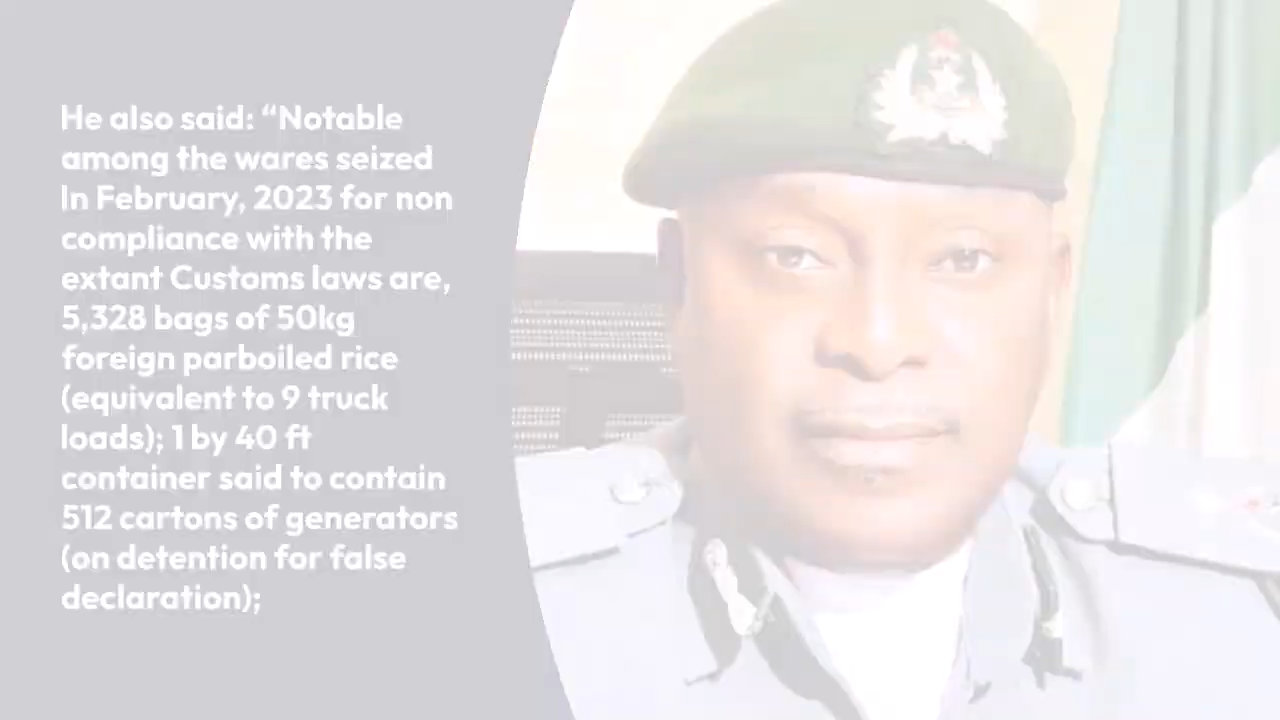 He also said: “Notable
among the wares seized
In February, 2023 for non
compliance with the
extant Customs laws are,
5,328 bags of 50kg
foreign parboiled rice
(equivalent to 9 truck
loads); 1 by 40 ft
container said to contain
512 cartons of generators
(on detention for false
declaration);